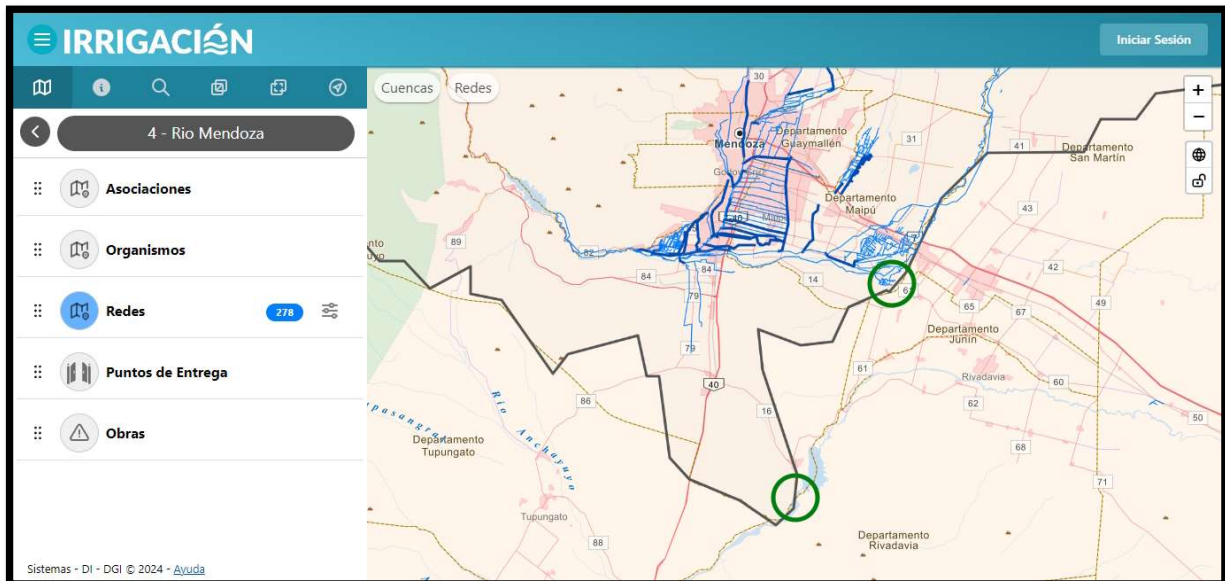 IRRIGACIÓN
Iniciar Sesión
4 - Rio Mendoza
Asociaciones
Organismos
Redes
278
Puntos de Entrega
Obras
Sistemas - DI - DGI © 2024 - Ayuda
Cuencas
Redes
+
−
30
Mendoza
Departamento
Guaymallén
31
41
Departamento
San Martín
Departamento
Maipú
40
7
43
89
82
84
84
14
42
79
65
67
49
Departamento
Junín
79
61
Rivadavia
60
40
62
50
86
16
Río Anchayuyo
Departamento
Tupungato
68
71
Tupungato
88
Departamento
Rivadavia